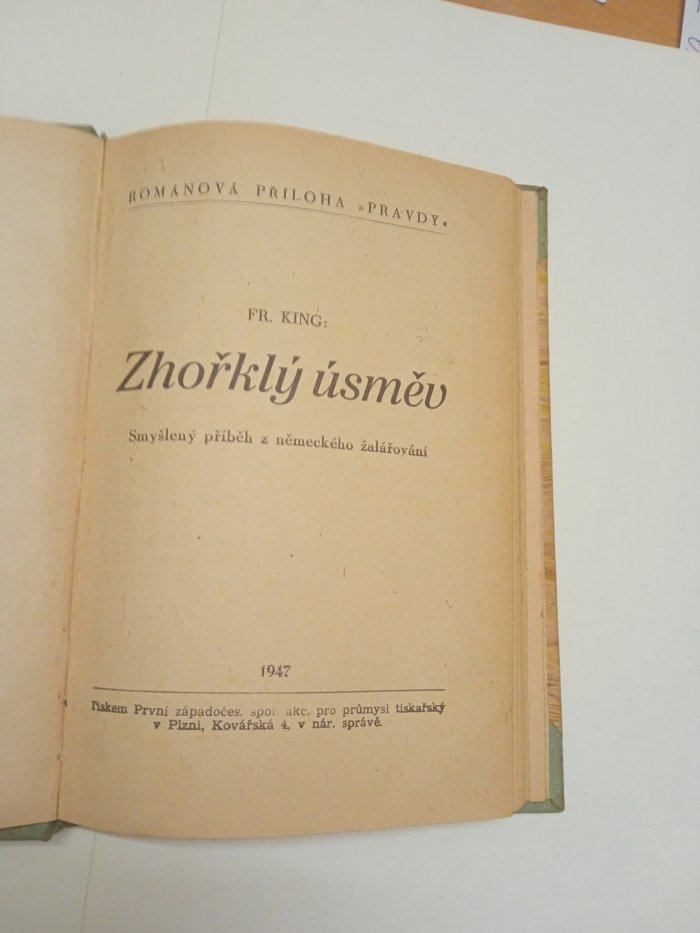 ROMÁNOVÁ PŘÍLOHA »PRAVDY«
FR. KING:
Zhořklý úsměv
Smyšlený příběh z německého žalářování
1947
Tiskem První západočes. spol. akc. pro průmysl tiskařský
v Plzni, Kovářská 4, v nár. správě.